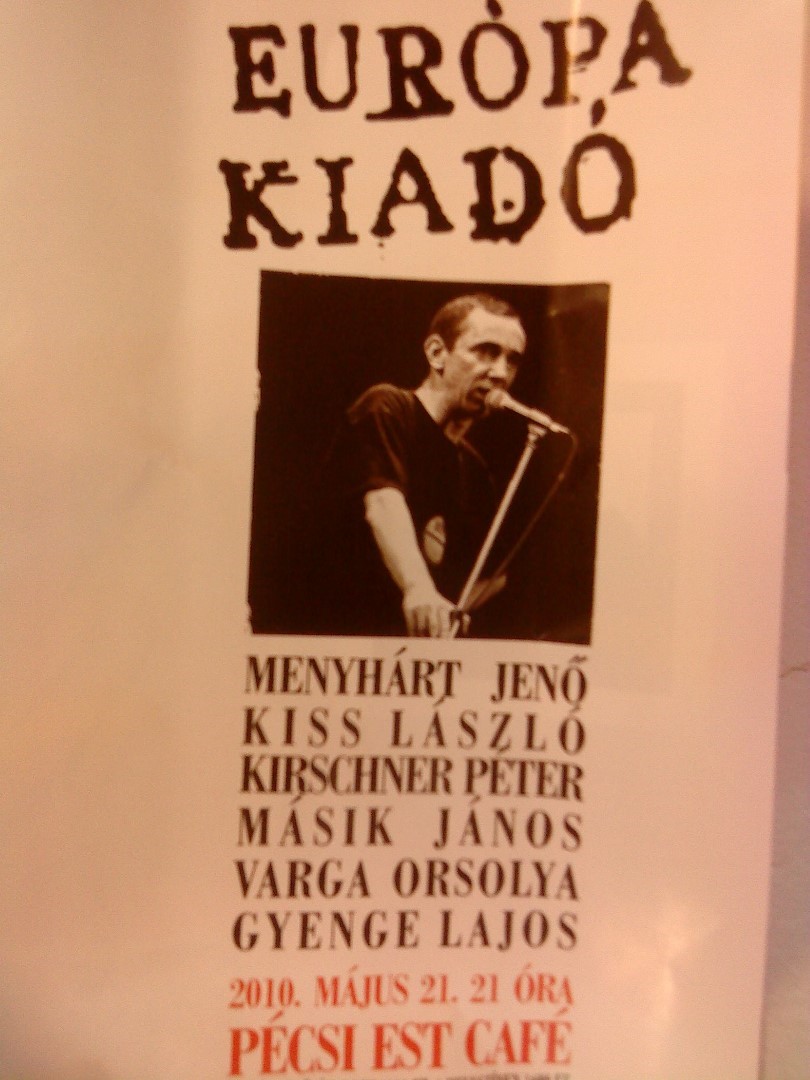 EURÒPA
KIADÓ
MENYHÁRT JENŐ
KISS LÁSZLÓ
KIRSCHNER PÉTER
MÁSIK JÁNOS
VARGA ORSOLYA
GYENGE LAJOS
2010. MÁJUS 21. 21 ÓRA
PÉCSI EST CAFÉ